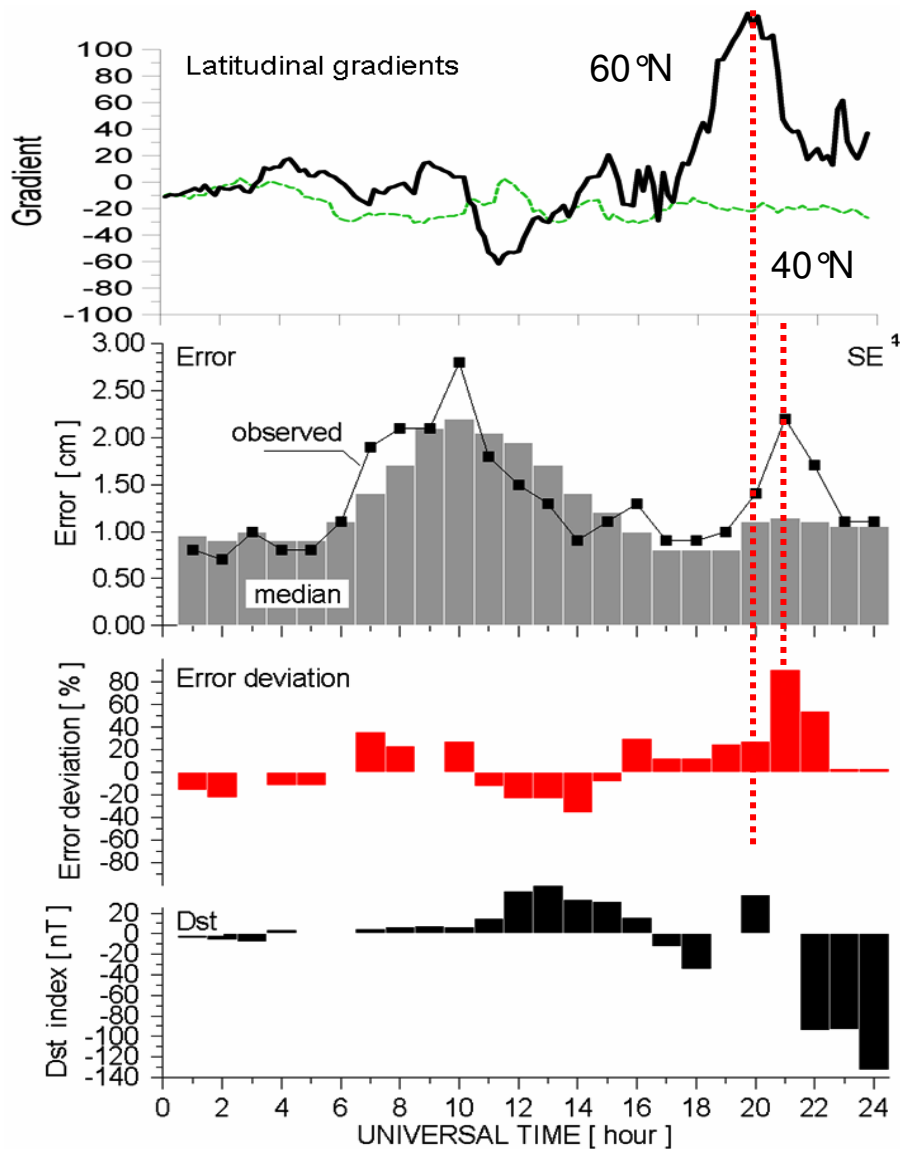 Latitudinal gradients
60°N
40°N
Gradient
100
80
60
40
20
0
-20
-40
-60
-80
-100
Error
SE 4
observed
median
Error [ cm ]
3.00
2.50
2.00
1.50
1.00
0.50
0.00
Error deviation
Error deviation [ % ]
80
60
40
20
0
-20
-40
-60
-80
Dst
Dst index [ nT ]
20
0
-20
-40
-60
-80
-100
-120
-140
0 2 4 6 8 10 12 14 16 18 20 22 24
UNIVERSAL TIME [ hour ]